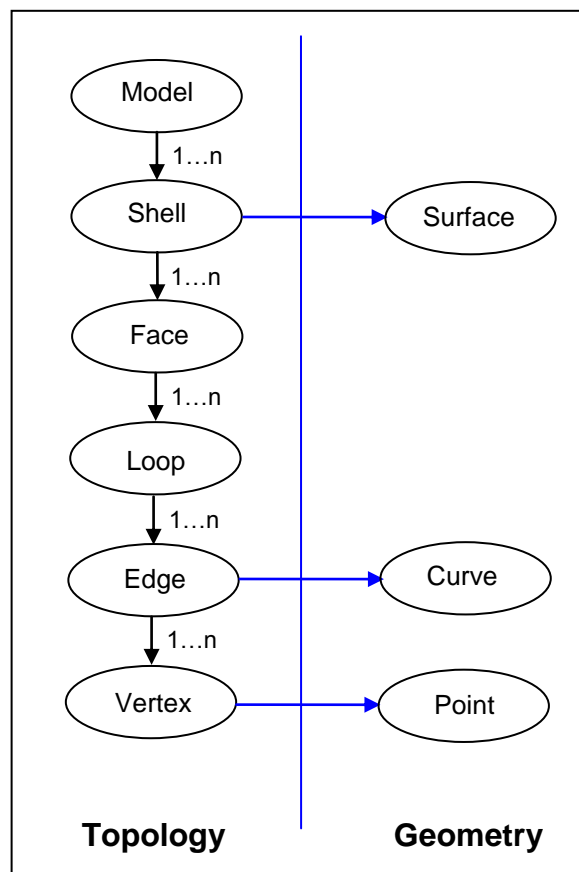 Model
1…n
Shell
Surface
1…n
Face
1…n
Loop
1…n
Edge
Curve
1…n
Vertex
Point
Topology
Geometry